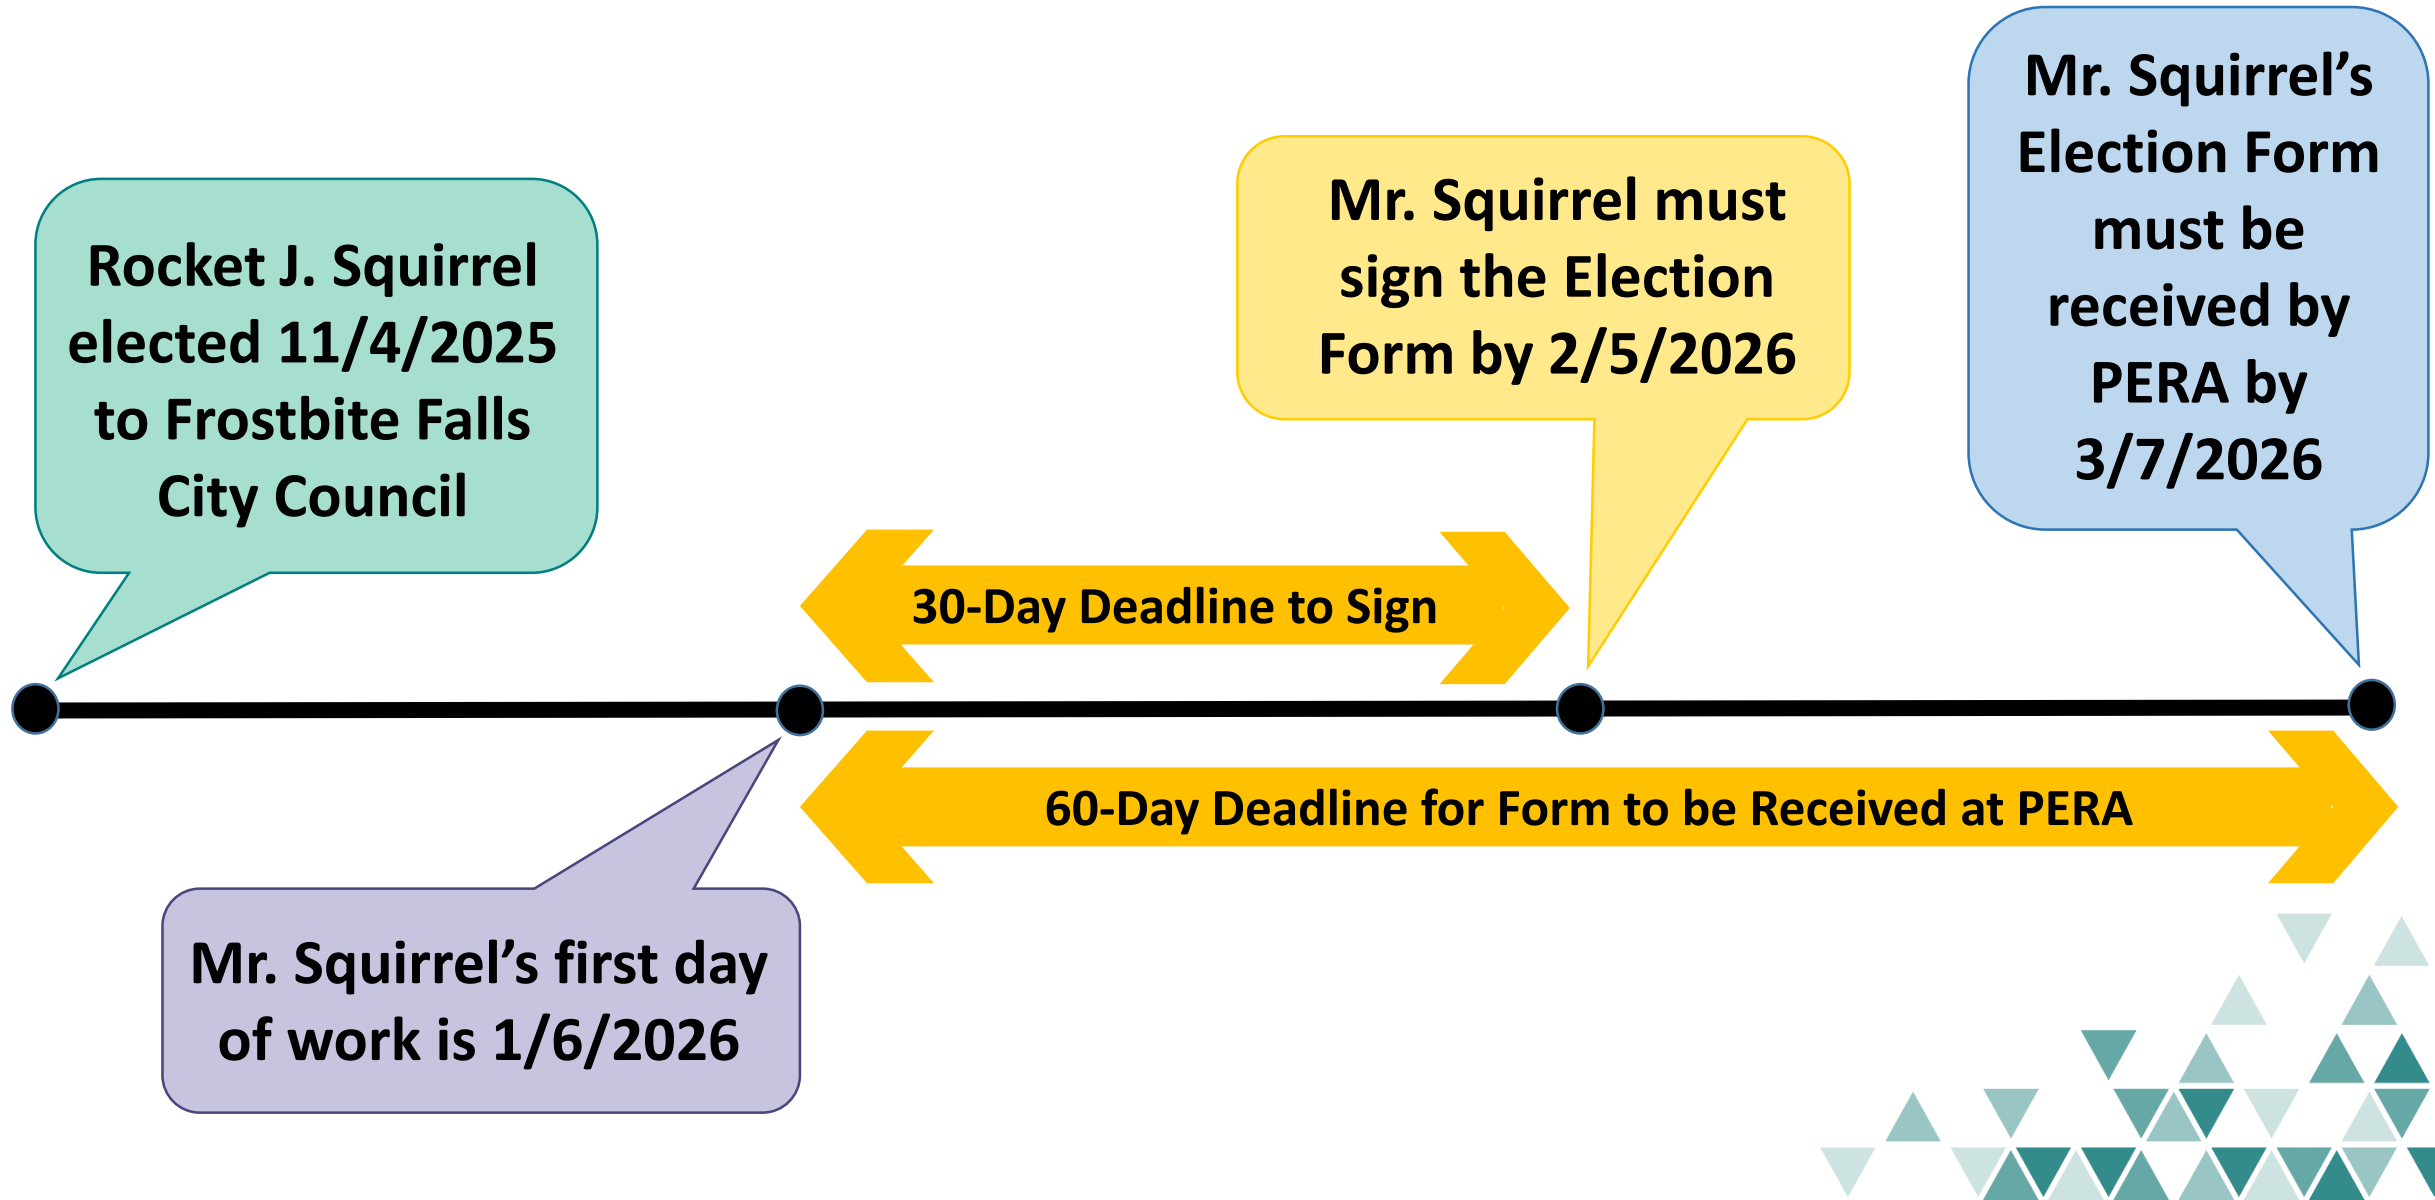 Rocket J. Squirrel
elected 11/4/2025
to Frostbite Falls
City Council
Mr. Squirrel’s first day
of work is 1/6/2026
30-Day Deadline to Sign
60-Day Deadline for Form to be Received at PERA
Mr. Squirrel must
sign the Election
Form by 2/5/2026
Mr. Squirrel’s
Election Form
must be
received by
PERA by
3/7/2026